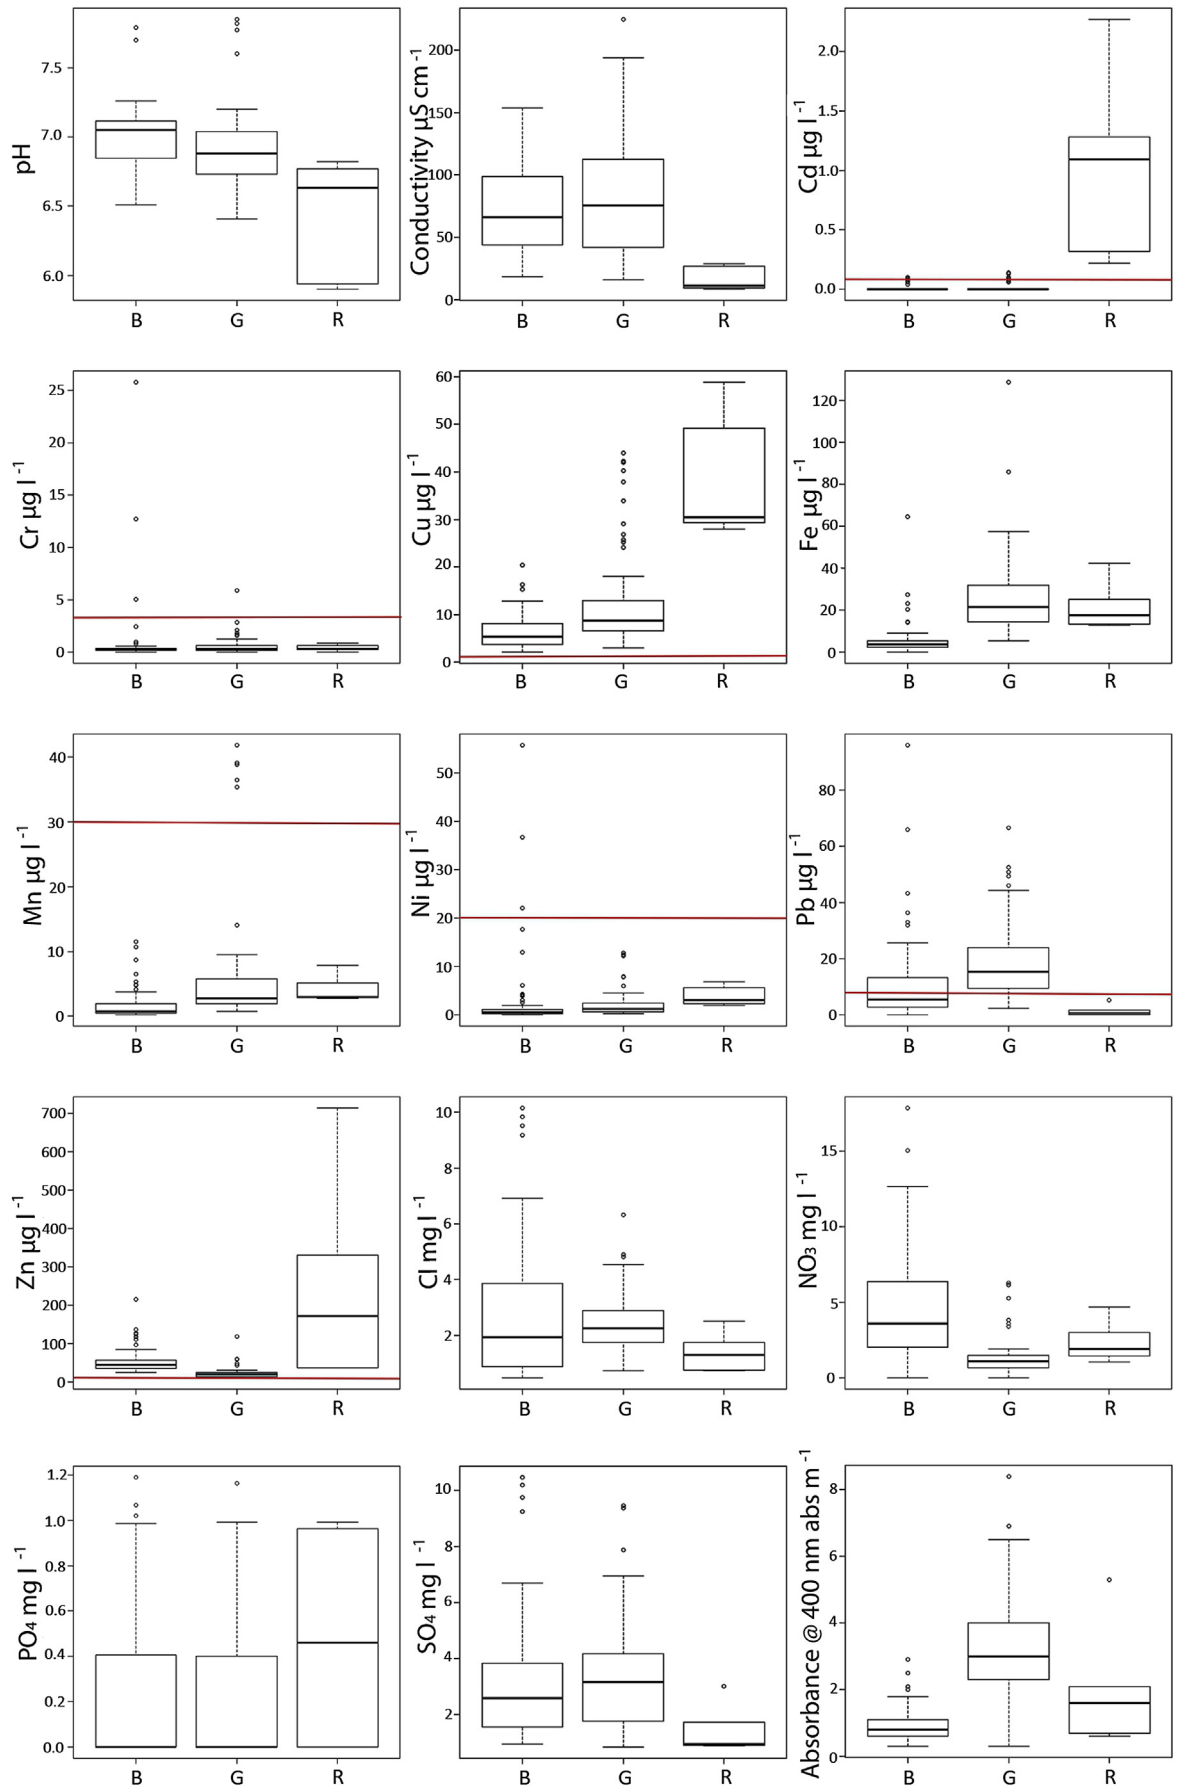 pH
7.5
7.0
6.5
6.0
B G R
Conductivity µS cm⁻¹
200
150
100
50
0
B G R
Cd µg l⁻¹
2.0
1.5
1.0
0.5
0.0
B G R
Cr µg l⁻¹
25
20
15
10
5
0
B G R
Cu µg l⁻¹
60
50
40
30
20
10
0
B G R
Fe µg l⁻¹
120
100
80
60
40
20
0
B G R
Mn µg l⁻¹
40
30
20
10
0
B G R
Ni µg l⁻¹
50
40
30
20
10
0
B G R
Pb µg l⁻¹
80
60
40
20
0
B G R
Zn µg l⁻¹
700
600
500
400
300
200
100
0
B G R
Cl mg l⁻¹
10
8
6
4
2
B G R
NO₃ mg l⁻¹
15
10
5
0
B G R
PO₄ mg l⁻¹
1.2
1.0
0.8
0.6
0.4
0.2
0.0
B G R
SO₄ mg l⁻¹
10
8
6
4
2
B G R
Absorbance @ 400 nm abs m⁻¹
8
6
4
2
0
B G R